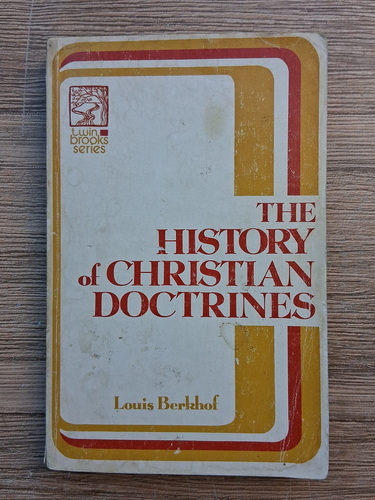 twin
brooks
series
THE
HISTORY
of CHRISTIAN
DOCTRINES
Louis Berkhof